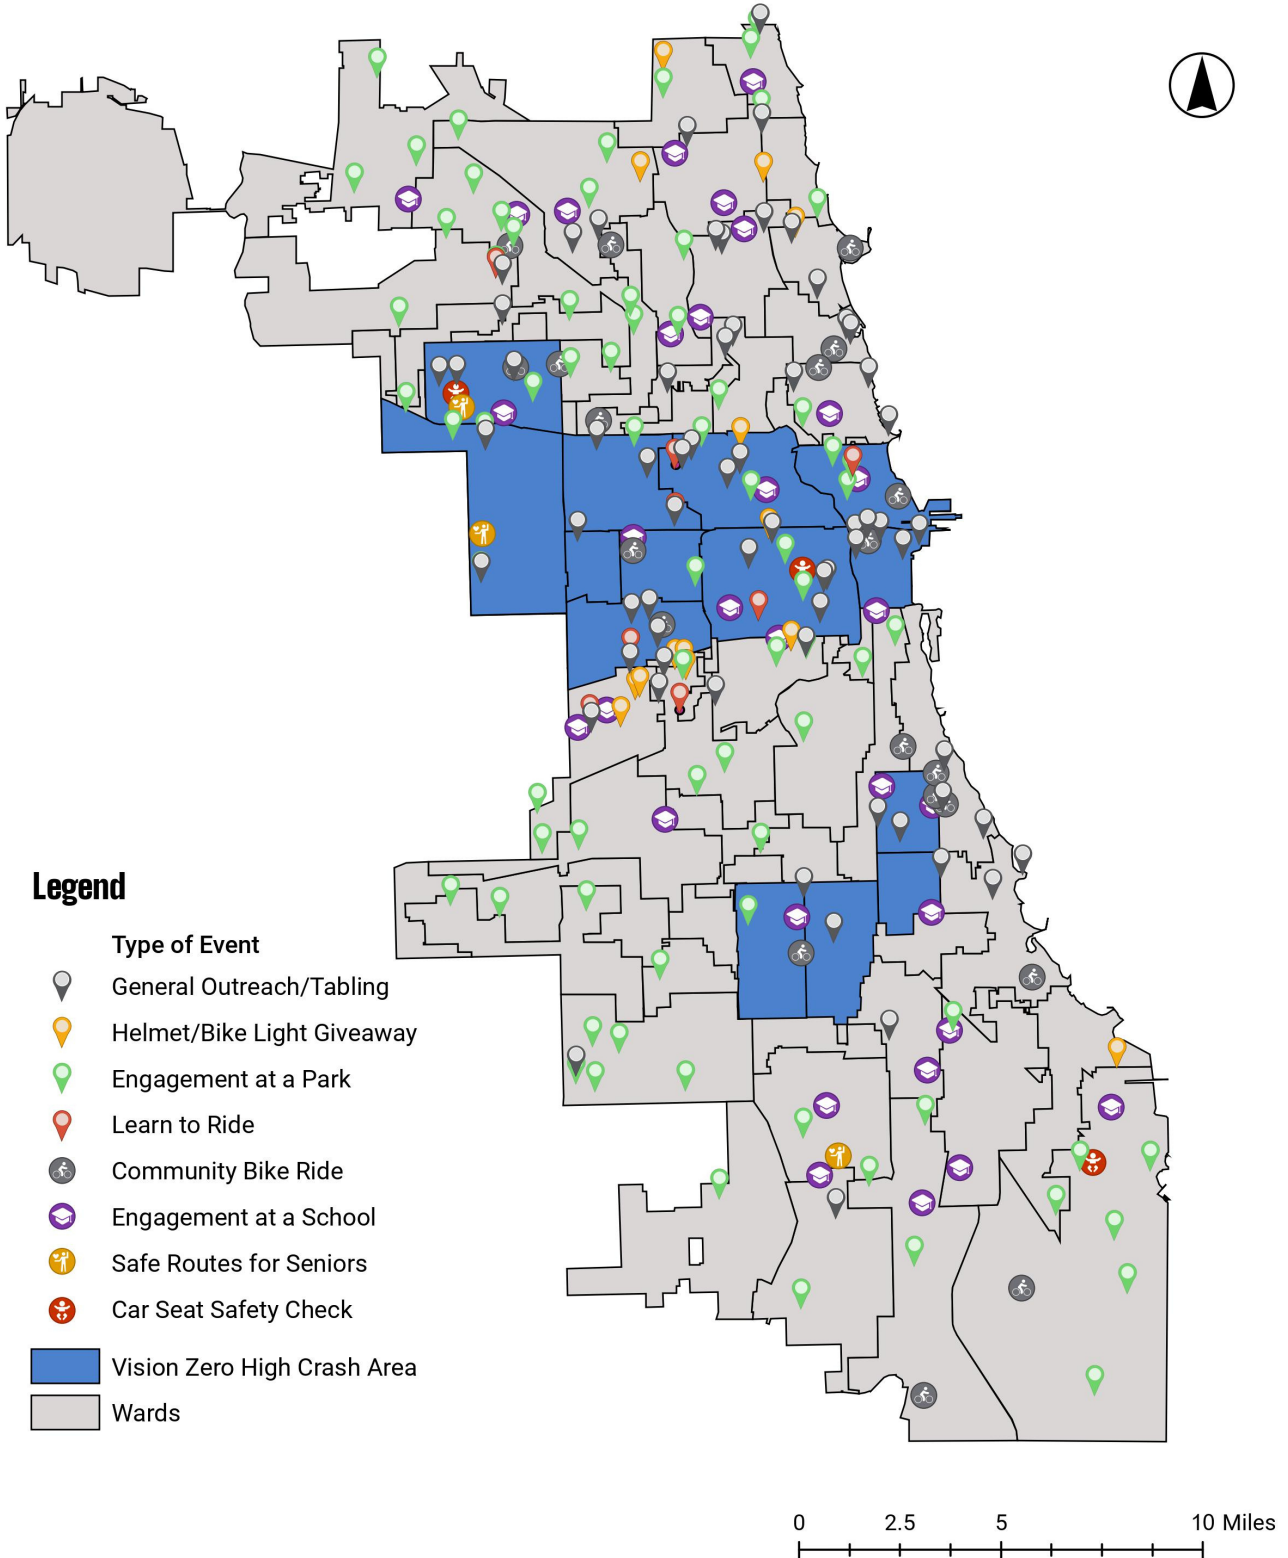 Legend
Type of Event
General Outreach/Tabling
Helmet/Bike Light Giveaway
Engagement at a Park
Learn to Ride
Community Bike Ride
Engagement at a School
Safe Routes for Seniors
Car Seat Safety Check
Vision Zero High Crash Area
Wards
0 2.5 5 10 Miles